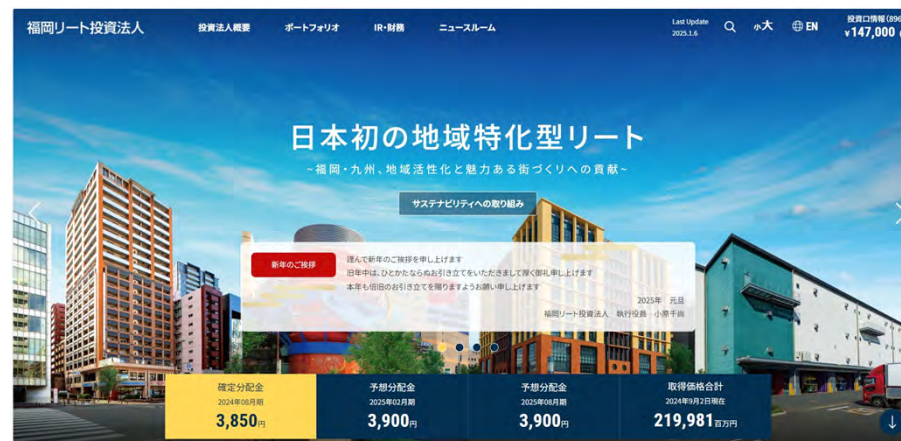 福岡リート投資法人
投資法人概要 ポートフォリオ IR・財務 ニュースルーム
Last Update
2025.1.6
小大 EN
投資口情報(896
¥147,000
日本初の地域特化型リート
~福岡・九州、地域活性化と魅力ある街づくりへの貢献~
サステナビリティへの取り組み
新年のご挨拶
謹んで新年のご挨拶を申し上げます
旧年中は、ひとかたならぬお引き立てをいただきまして厚く御礼申し上げます
本年も倍旧のお引き立てを賜りますようお願い申し上げます
2025年 元旦
福岡リート投資法人 執行役員 小原千尚
確定分配金
2024年08月期
3,850円
予想分配金
2025年02月期
3,900円
予想分配金
2025年08月期
3,900円
取得価格合計
2024年9月2日現在
219,981百万円